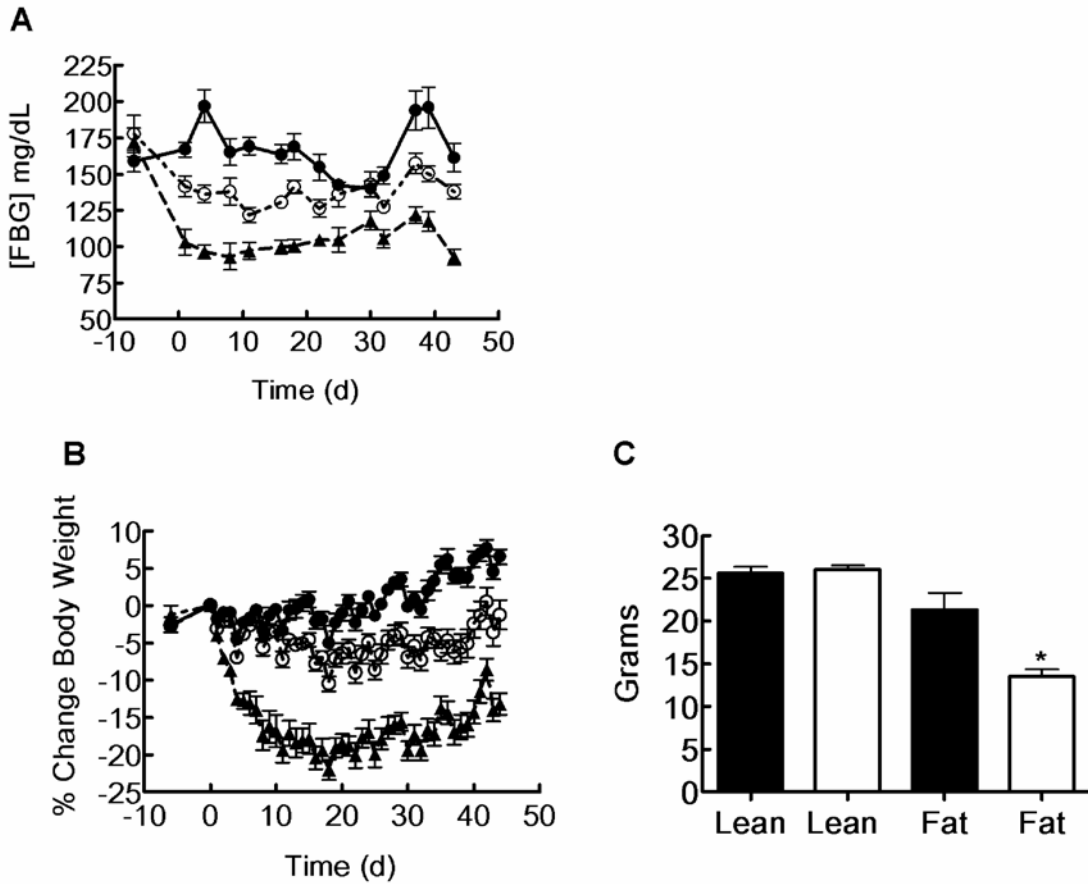 A
[FBG] mg/dL
225
200
175
150
125
100
75
50
-10 0 10 20 30 40 50
Time (d)
B
% Change Body Weight
10
5
0
-5
-10
-15
-20
-25
-10 0 10 20 30 40 50
Time (d)
C
Grams
30
25
20
15
10
5
0
*
Lean Lean Fat Fat